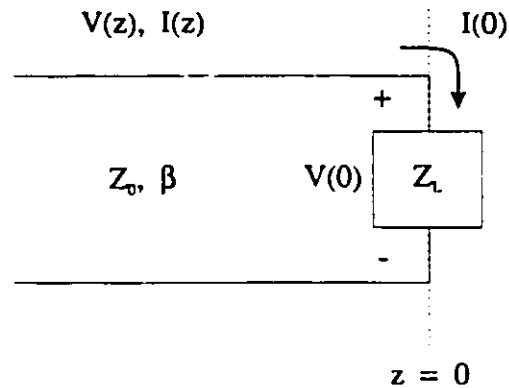 V(z), I(z)
I(0)
+
Z₀, β
V(0)
Z_L
-
z = 0